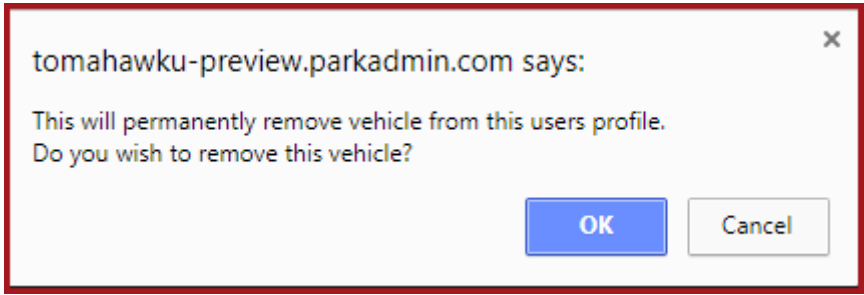 tomahawku-preview.parkadmin.com says:
This will permanently remove vehicle from this users profile.
Do you wish to remove this vehicle?
OK Cancel